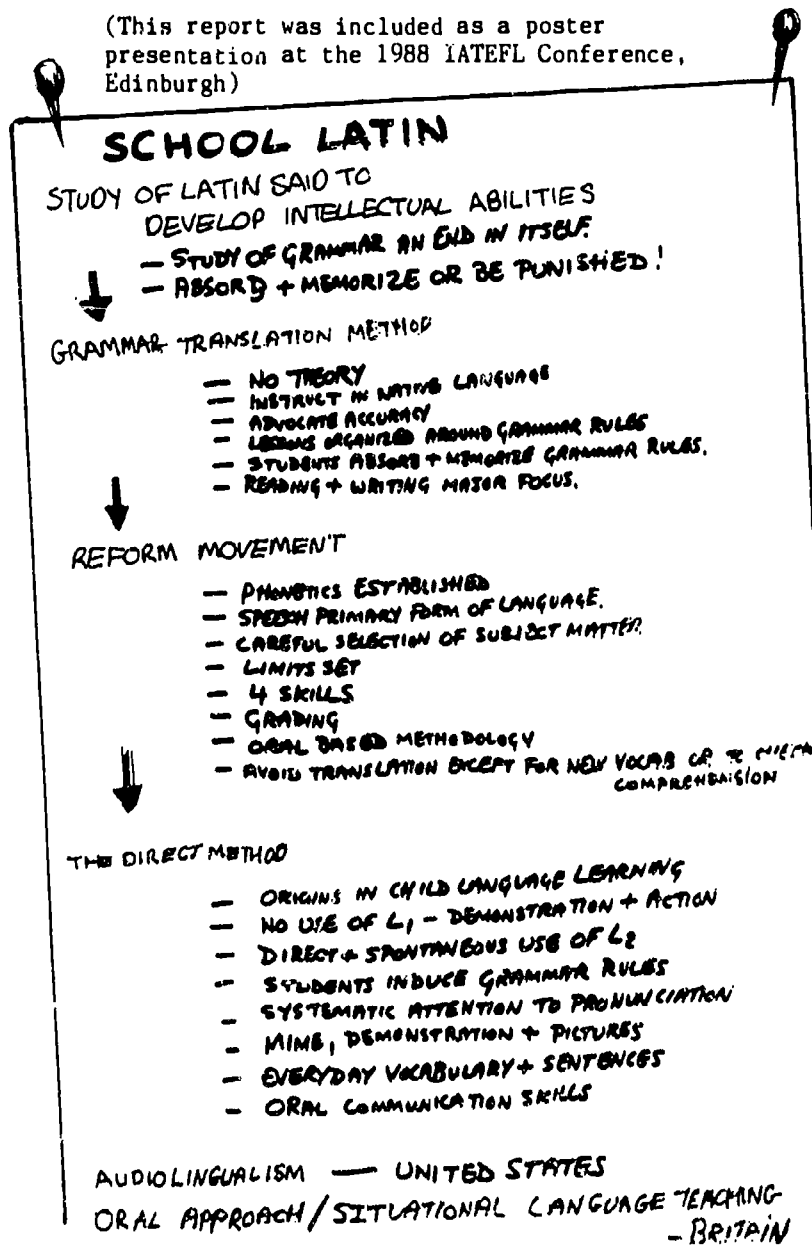 (This report was included as a poster
presentation at the 1988 IATEFL Conference,
Edinburgh)
SCHOOL LATIN
STUDY OF LATIN SAID TO
DEVELOP INTELLECTUAL ABILITIES
— STUDY OF GRAMMAR AN END IN ITSELF.
— ABSORB + MEMORIZE OR BE PUNISHED!
GRAMMAR TRANSLATION METHOD
— NO THEORY
— INSTRUCT IN NATIVE LANGUAGE
— ADVOCATE ACCURACY
— LESSONS ORGANIZED AROUND GRAMMAR RULES
— STUDENTS ABSORB + MEMORIZE GRAMMAR RULES.
— READING + WRITING MAJOR FOCUS.
REFORM MOVEMENT
— PHONETICS ESTABLISHED
— SPEECH PRIMARY FORM OF LANGUAGE.
— CAREFUL SELECTION OF SUBJECT MATTER
— LIMITS SET
— 4 SKILLS
— GRADING
— ORAL BASED METHODOLOGY
— AVOID TRANSLATION EXCEPT FOR NEW VOCAB OR
COMPREHENSION
THE DIRECT METHOD
— ORIGINS IN CHILD LANGUAGE LEARNING
— NO USE OF L1 — DEMONSTRATION + ACTION
— DIRECT + SPONTANEOUS USE OF L2
— STUDENTS INDUCE GRAMMAR RULES
— SYSTEMATIC ATTENTION TO PRONUNCIATION
— MIME, DEMONSTRATION + PICTURES
— EVERYDAY VOCABULARY + SENTENCES
— ORAL COMMUNICATION SKILLS
AUDIOLINGUALISM — UNITED STATES
ORAL APPROACH/SITUATIONAL LANGUAGE TEACHING
— BRITAIN